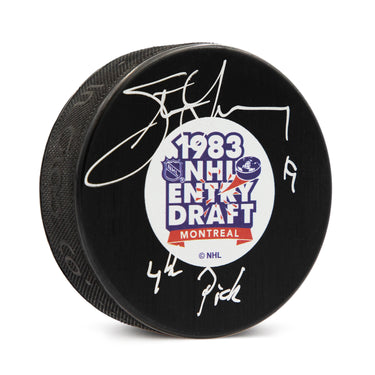 19
1983
NHL
ENTRY
DRAFT
MONTREAL
© NHL
4th Pick